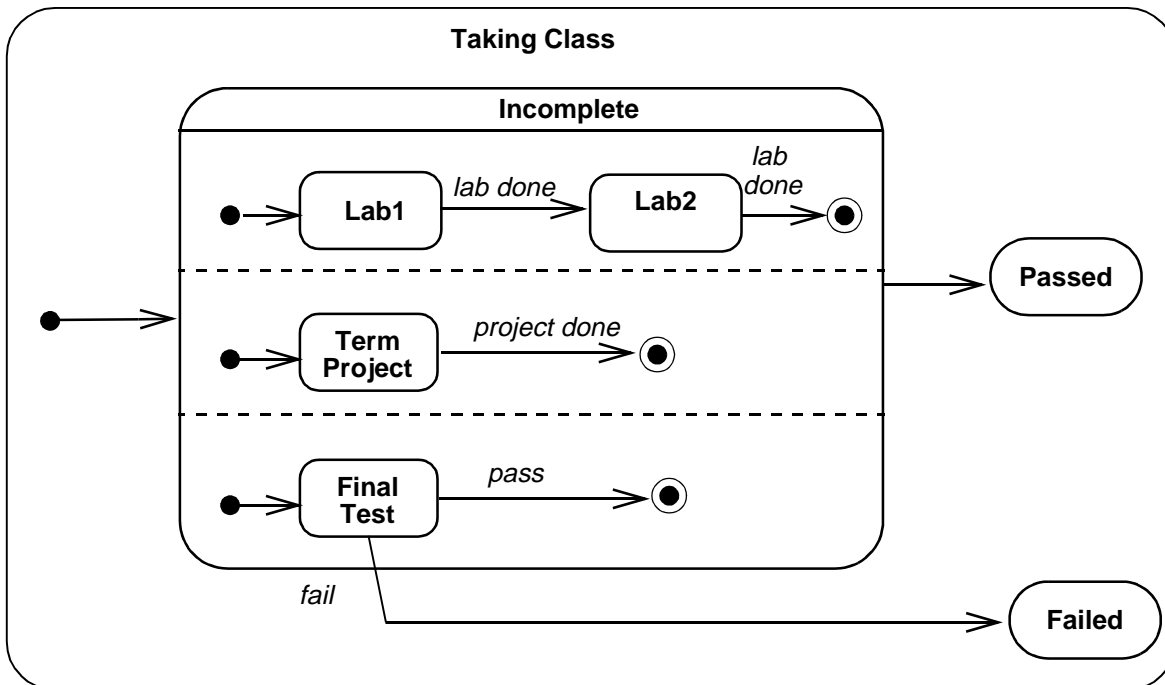 Taking Class
Incomplete
lab
done
lab done
Lab1
Lab2
Passed
project done
Term
Project
pass
Final
Test
fail
Failed